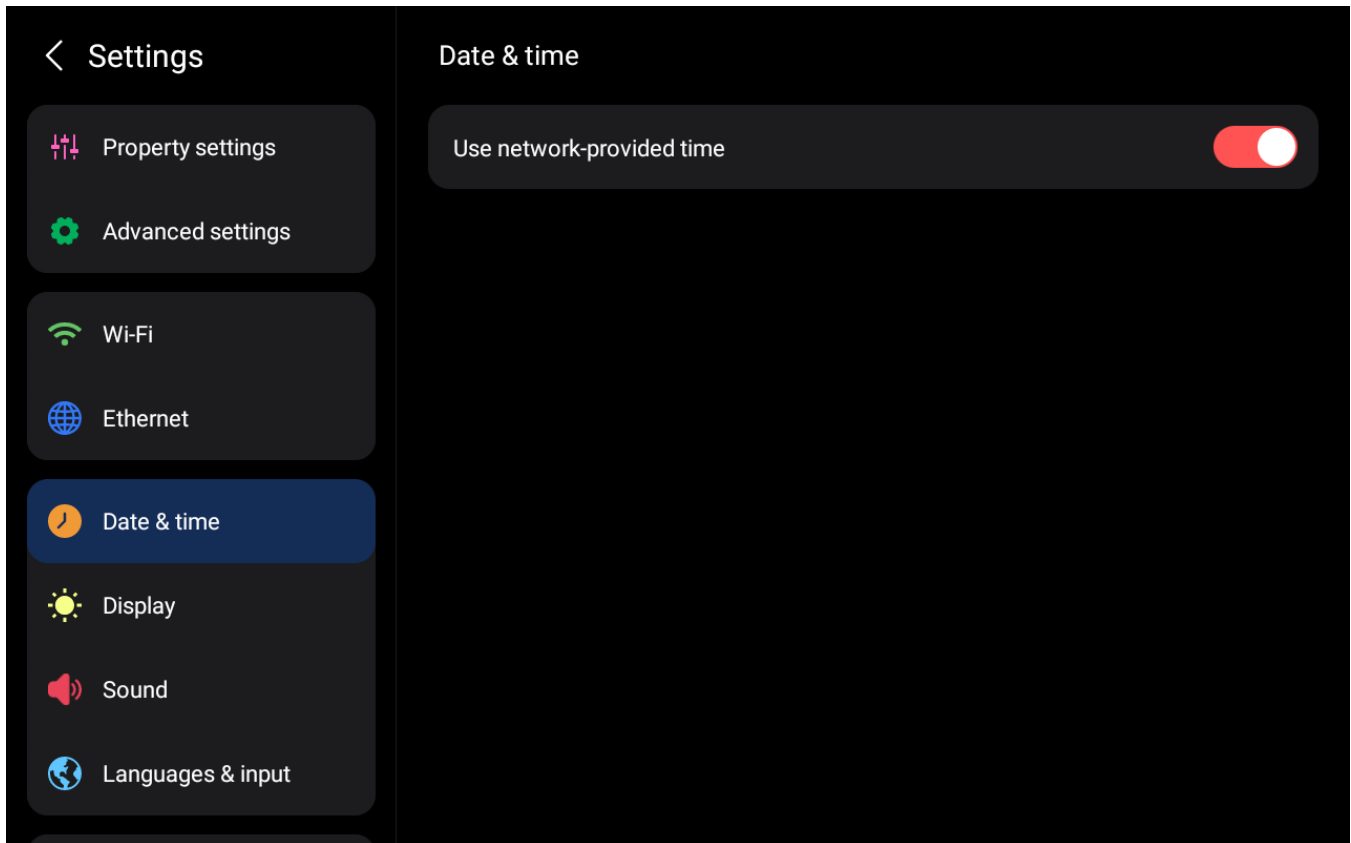 Settings
Property settings
Advanced settings
Wi-Fi
Ethernet
Date & time
Display
Sound
Languages & input
Date & time
Use network-provided time